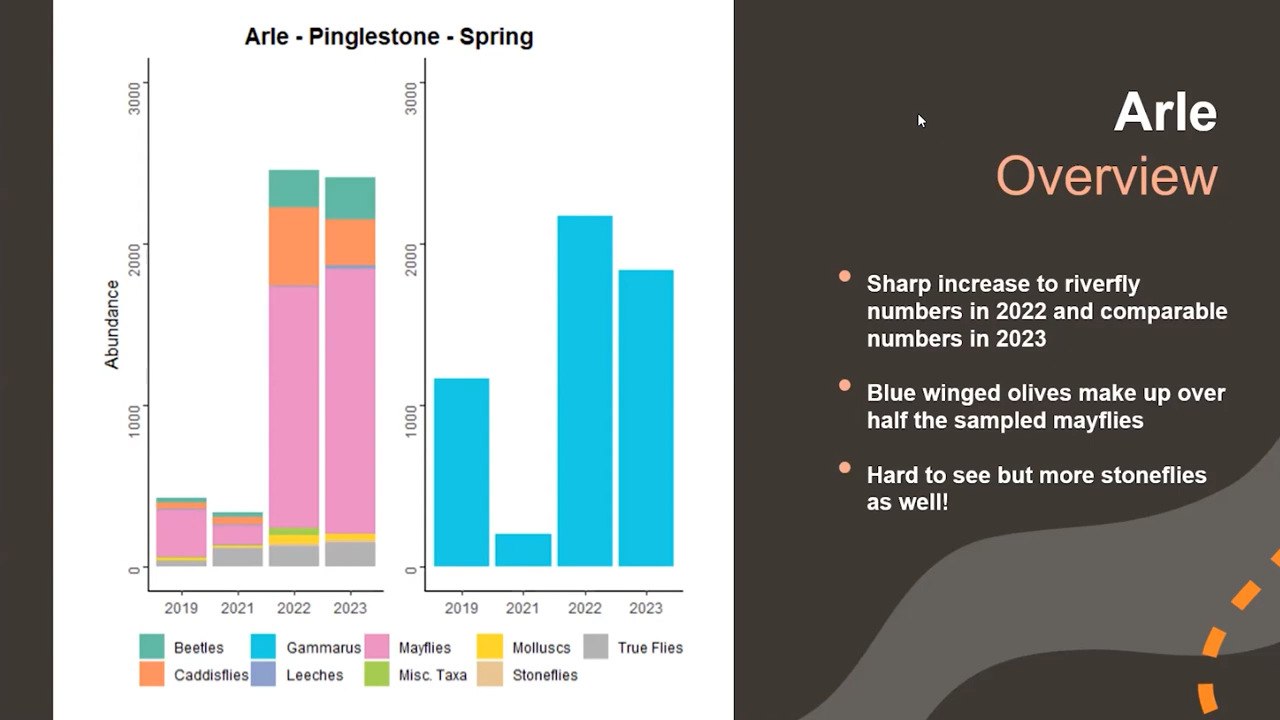 Arle - Pinglestone - Spring
Abundance
3000
2000
1000
0
3000
2000
1000
0
2019 2021 2022 2023
2019 2021 2022 2023
Beetles Gammarus Mayflies Molluscs True Flies
Caddisflies Leeches Misc. Taxa Stoneflies
Arle
Overview
Sharp increase to riverfly
numbers in 2022 and comparable
numbers in 2023
Blue winged olives make up over
half the sampled mayflies
Hard to see but more stoneflies
as well!